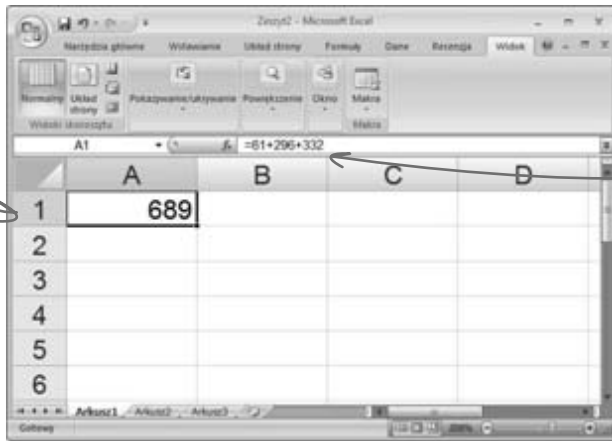 Zeszyt2 - Microsoft Excel
Narzędzia główne Wstawianie Układ strony Formuły Dane Recenzja Widok
Normalny Układ strony Pokazywanie/ukrywanie Powiększenie Okno Makra
Widoki skoroszytu Makra
A1 fx =61+296+332
A B C D
1 689
2
3
4
5
6
Arkusz1 Arkusz2 Arkusz3
Gotowy 200%